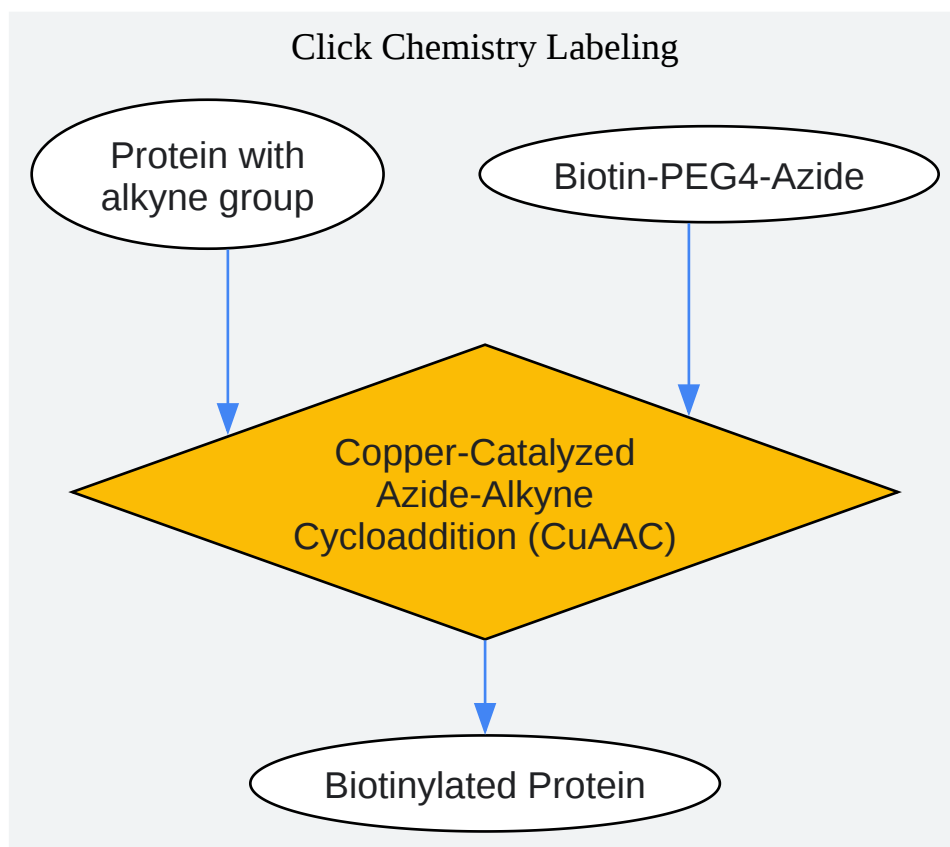 Click Chemistry Labeling
Protein with
alkyne group
Biotin-PEG4-Azide
Copper-Catalyzed
Azide-Alkyne
Cycloaddition (CuAAC)
Biotinylated Protein